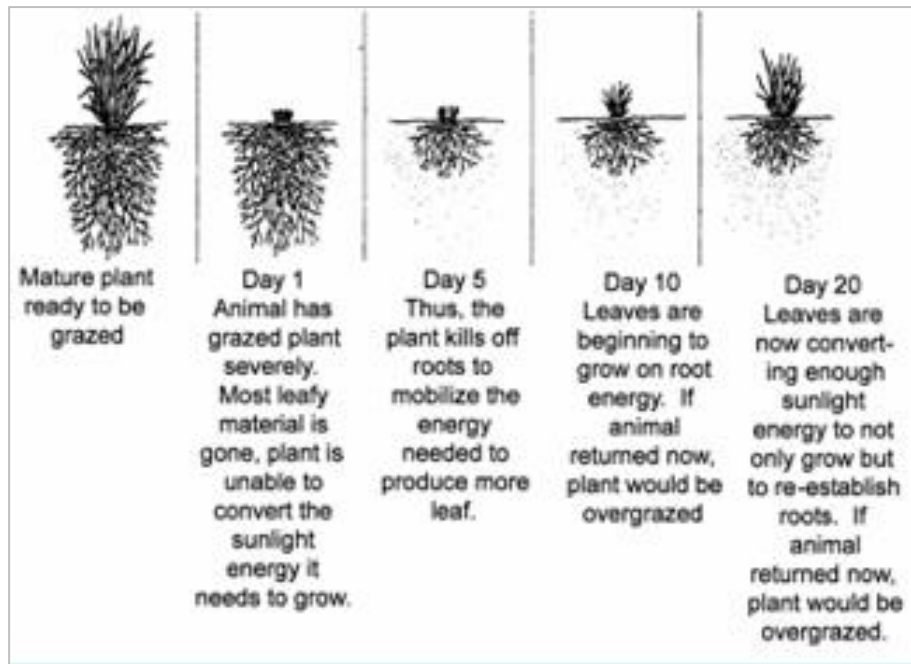 Mature plant
ready to be
grazed
Day 1
Animal has
grazed plant
severely.
Most leafy
material is
gone, plant is
unable to
convert the
sunlight
energy it
needs to grow.
Day 5
Thus, the
plant kills off
roots to
mobilize the
energy
needed to
produce more
leaf.
Day 10
Leaves are
beginning to
grow on root
energy. If
animal
returned now,
plant would be
overgrazed
Day 20
Leaves are
now convert-
ing enough
sunlight
energy to not
only grow but
to re-establish
roots. If
animal
returned now,
plant would be
overgrazed.